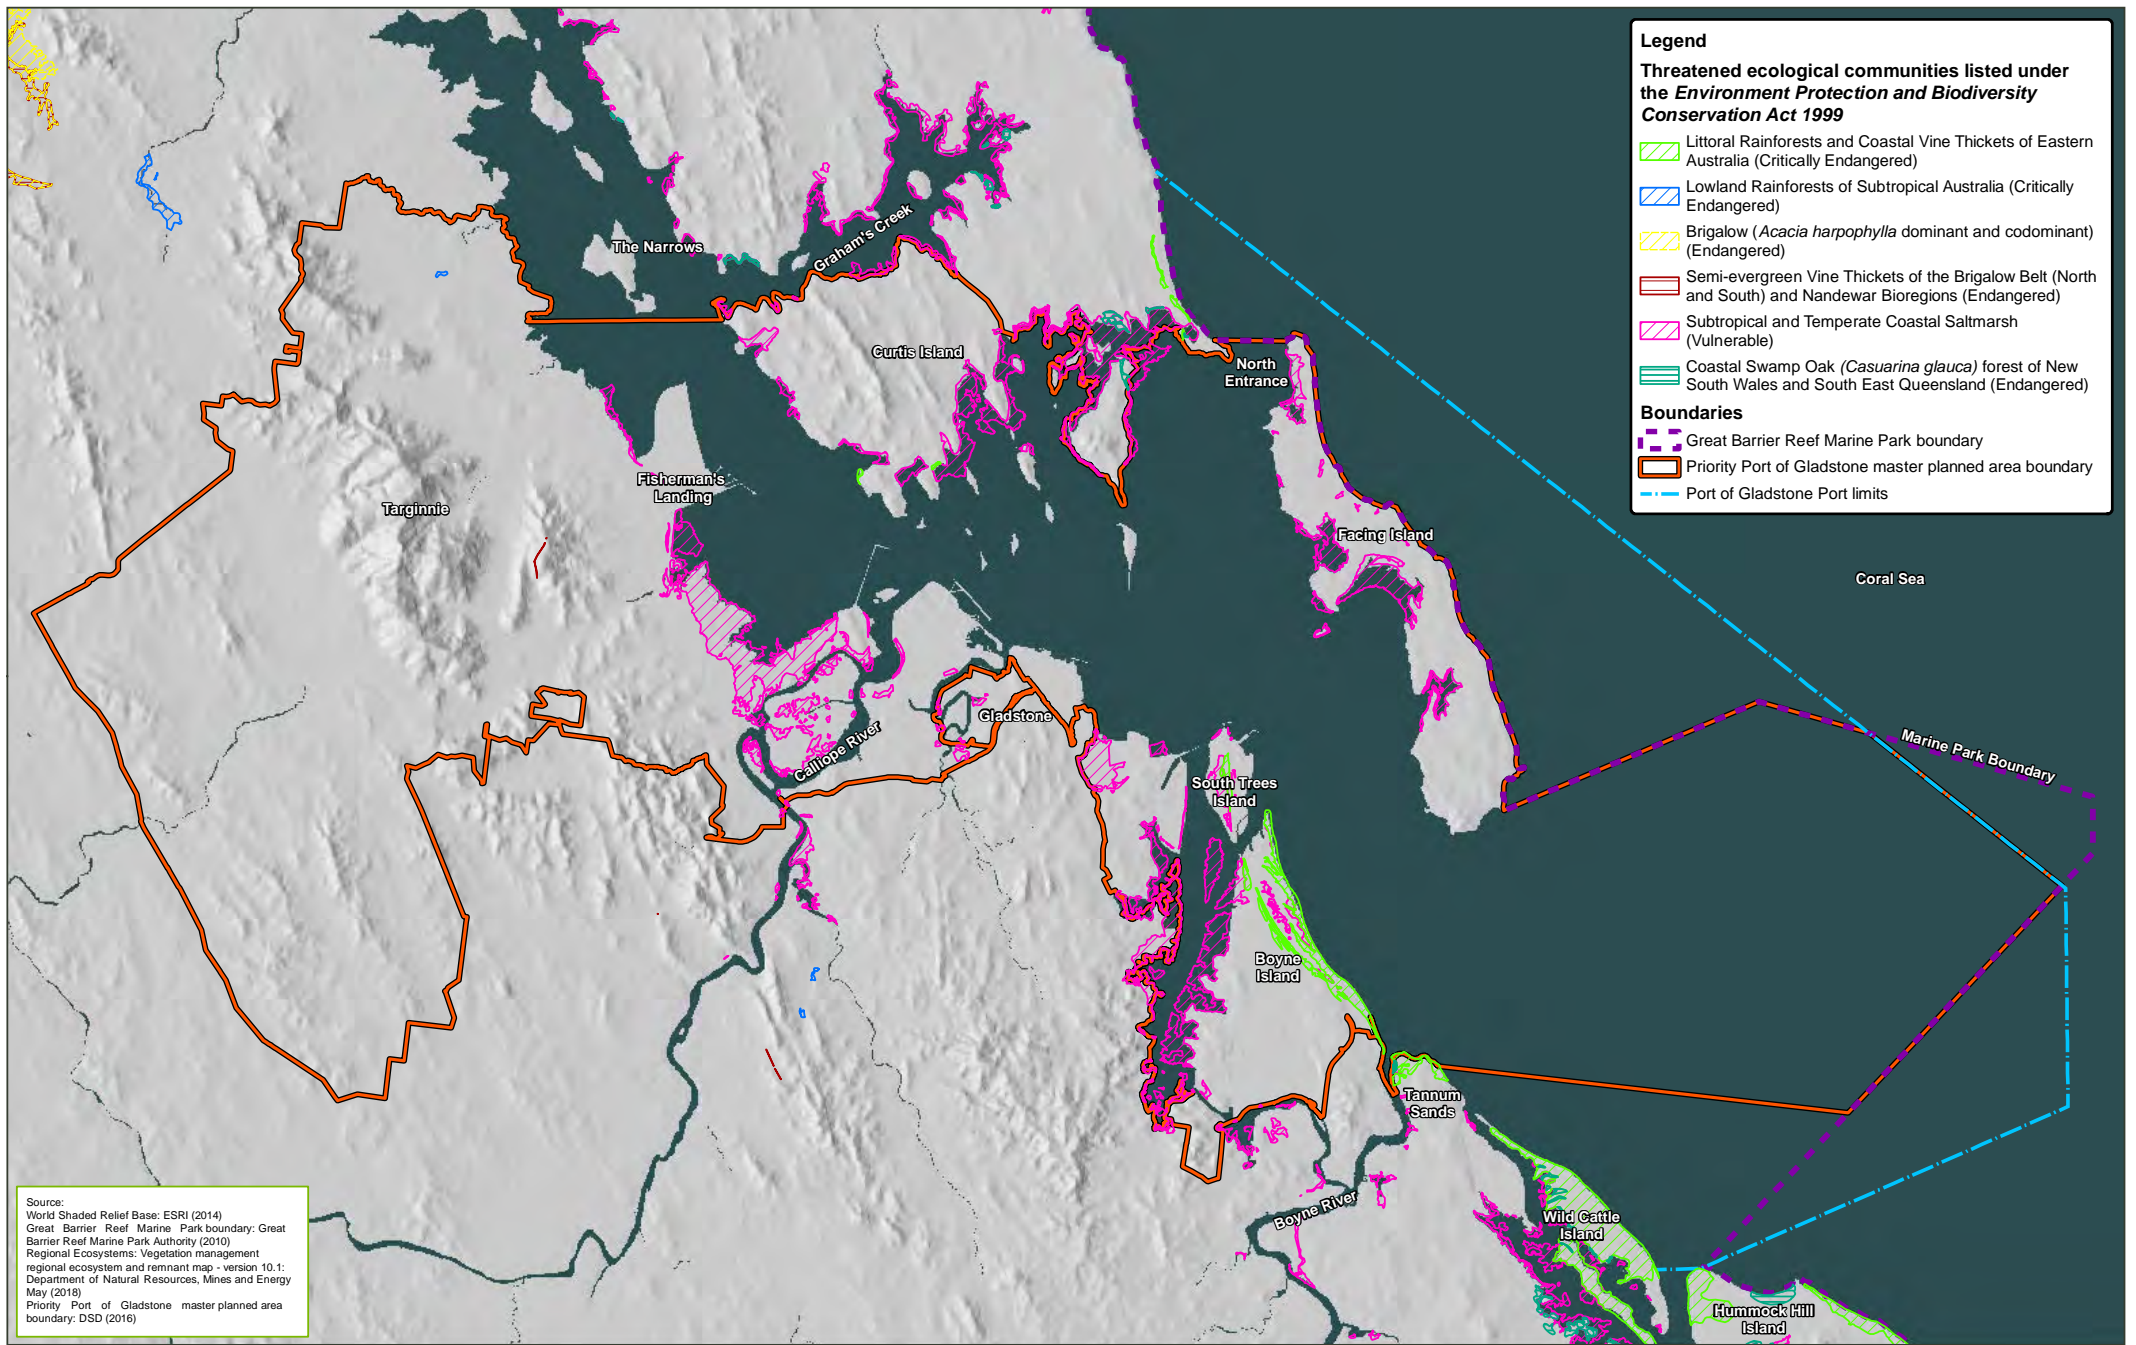 Legend
Threatened ecological communities listed under
the Environment Protection and Biodiversity
Conservation Act 1999
Littoral Rainforests and Coastal Vine Thickets of Eastern
Australia (Critically Endangered)
Lowland Rainforests of Subtropical Australia (Critically
Endangered)
Brigalow (Acacia harpophylla dominant and codominant)
(Endangered)
Semi-evergreen Vine Thickets of the Brigalow Belt (North
and South) and Nandewar Bioregions (Endangered)
Subtropical and Temperate Coastal Saltmarsh
(Vulnerable)
Coastal Swamp Oak (Casuarina glauca) forest of New
South Wales and South East Queensland (Endangered)
Boundaries
Great Barrier Reef Marine Park boundary
Priority Port of Gladstone master planned area boundary
Port of Gladstone Port limits
The Narrows
Graham's Creek
Curtis Island
North
Entrance
Fisherman's
Landing
Targinnie
Facing Island
Coral Sea
Gladstone
Calliope River
Marine Park Boundary
South Trees
Island
Boyne
Island
Tannum
Sands
Boyne River
Wild Cattle
Island
Hummock Hill
Island
Source:
World Shaded Relief Base: ESRI (2014)
Great Barrier Reef Marine Park boundary: Great
Barrier Reef Marine Park Authority (2010)
Regional Ecosystems: Vegetation management
regional ecosystem and remnant map - version 10.1:
Department of Natural Resources, Mines and Energy
May (2018)
Priority Port of Gladstone master planned area
boundary: DSD (2016)